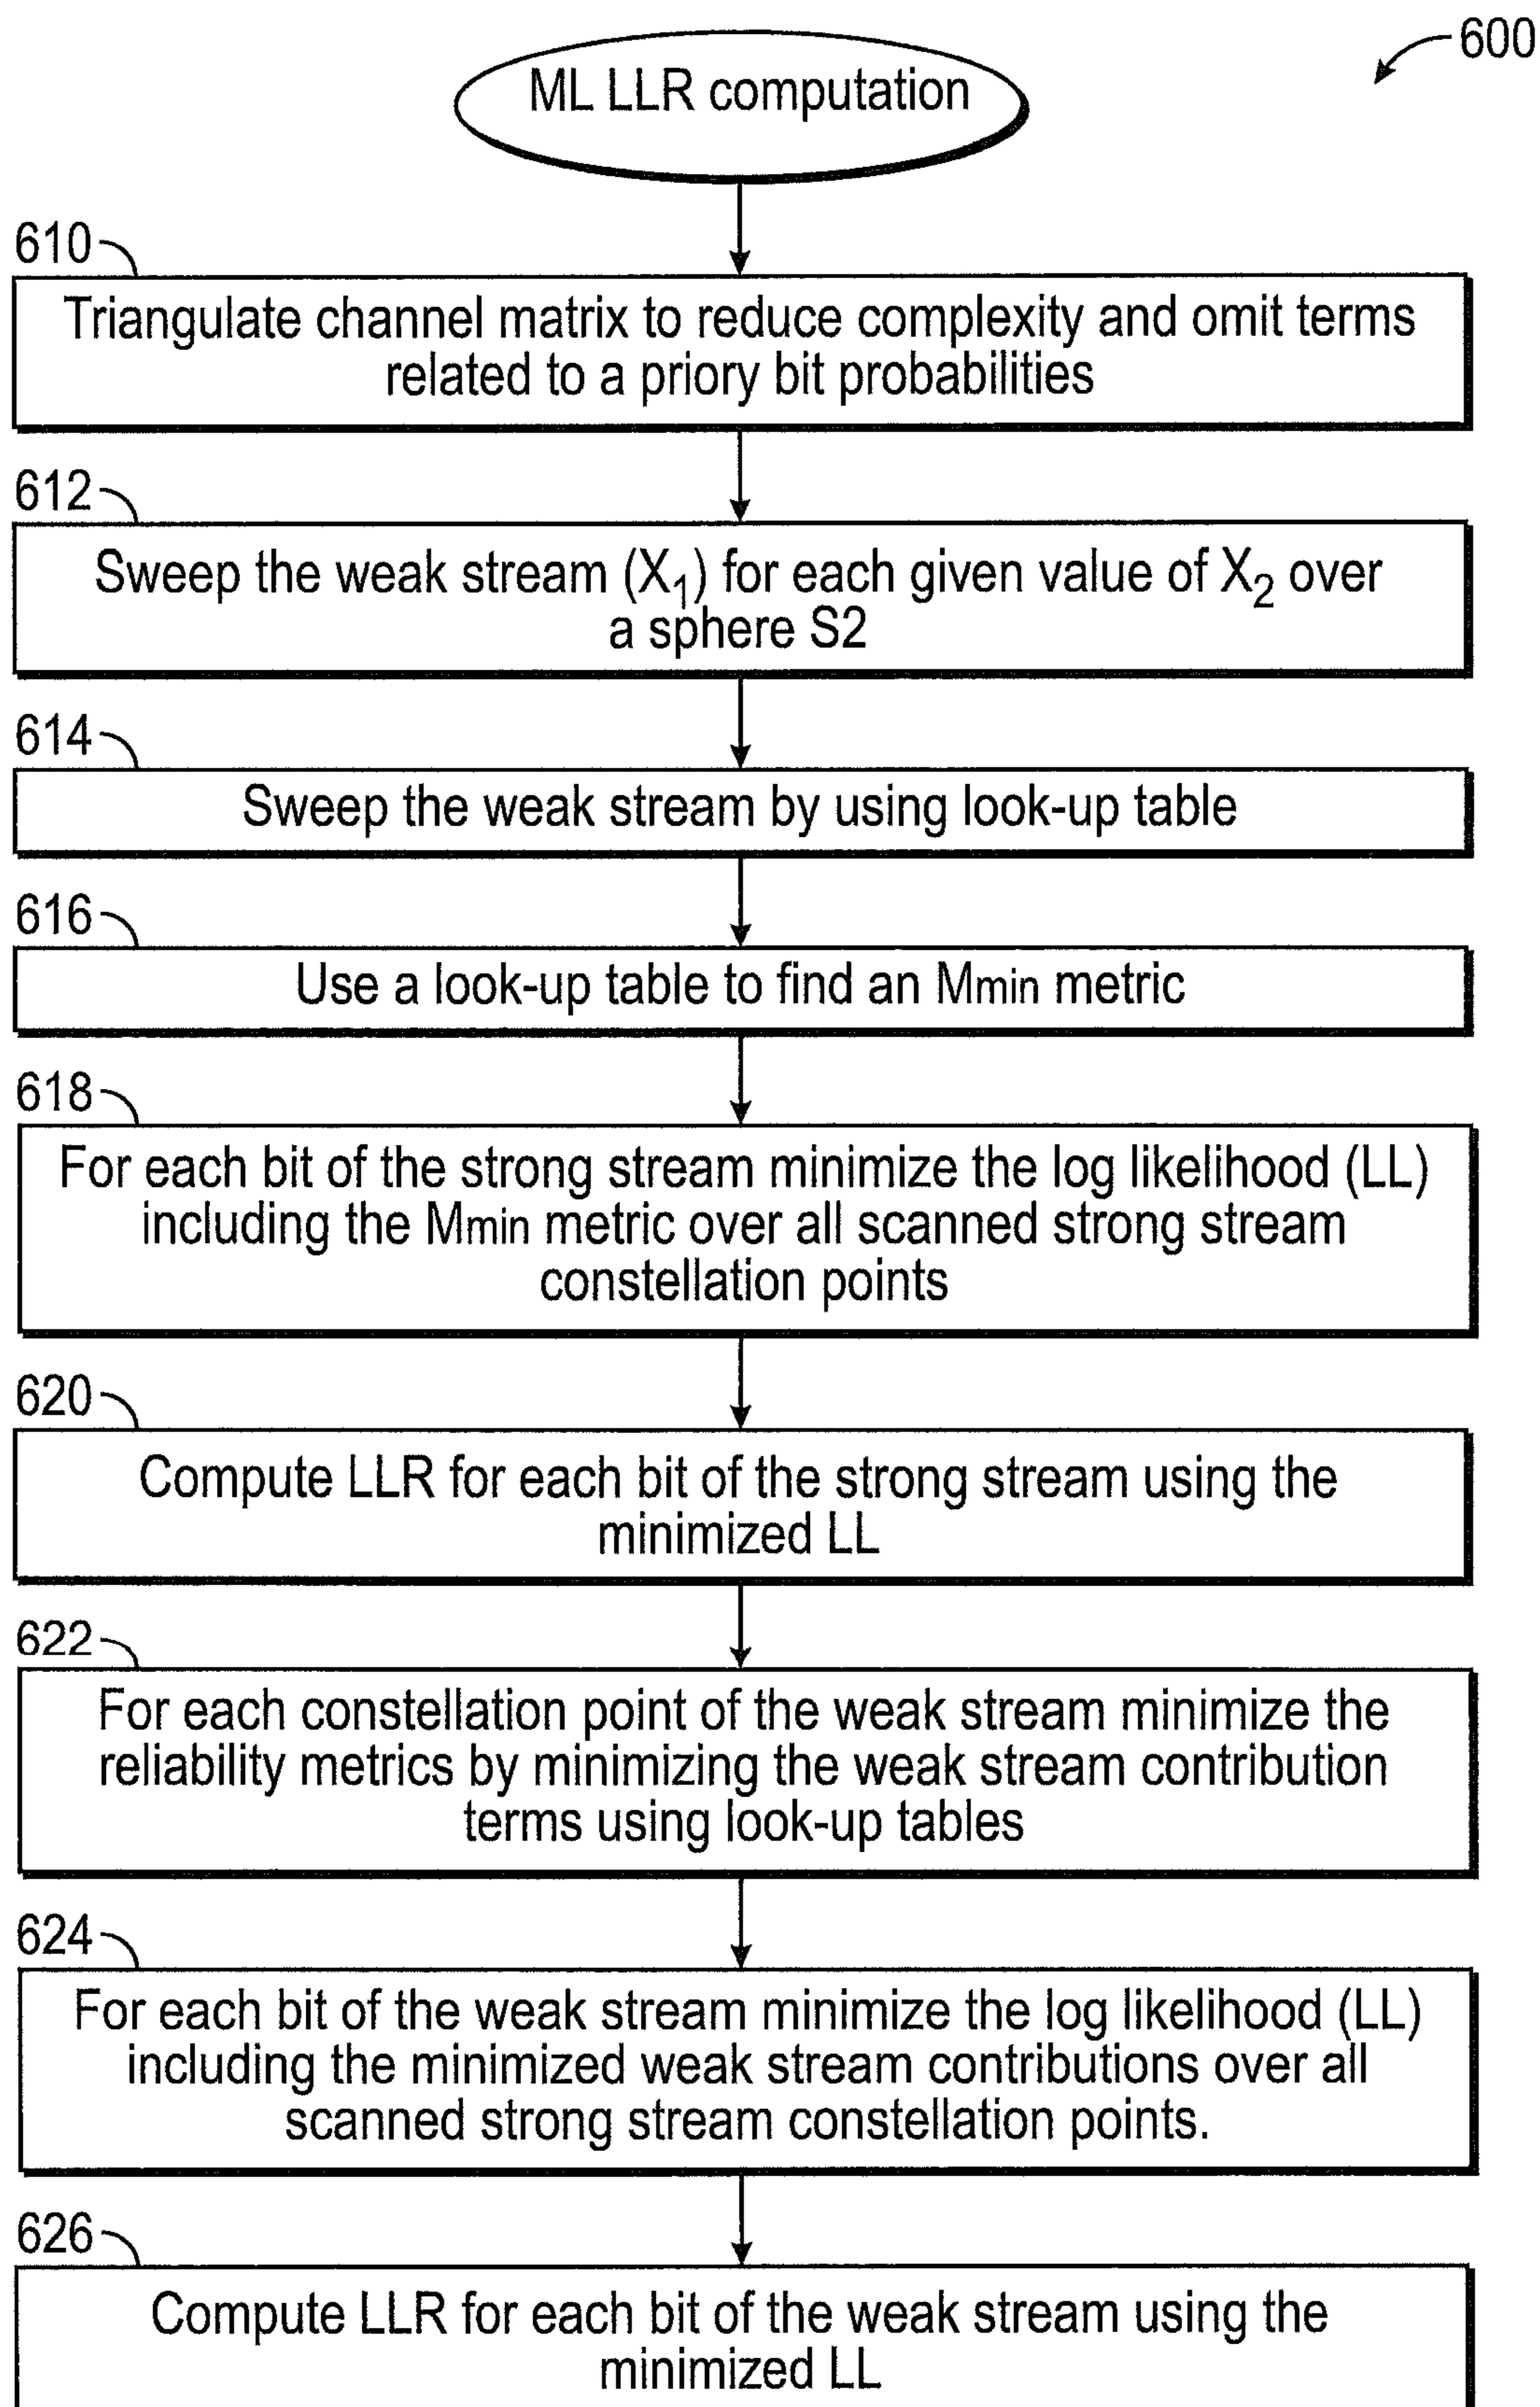 600
ML LLR computation
610
Triangulate channel matrix to reduce complexity and omit terms
related to a priory bit probabilities
612
Sweep the weak stream (X₁) for each given value of X₂ over
a sphere S2
614
Sweep the weak stream by using look-up table
616
Use a look-up table to find an Mmin metric
618
For each bit of the strong stream minimize the log likelihood (LL)
including the Mmin metric over all scanned strong stream
constellation points
620
Compute LLR for each bit of the strong stream using the
minimized LL
622
For each constellation point of the weak stream minimize the
reliability metrics by minimizing the weak stream contribution
terms using look-up tables
624
For each bit of the weak stream minimize the log likelihood (LL)
including the minimized weak stream contributions over all
scanned strong stream constellation points.
626
Compute LLR for each bit of the weak stream using the
minimized LL